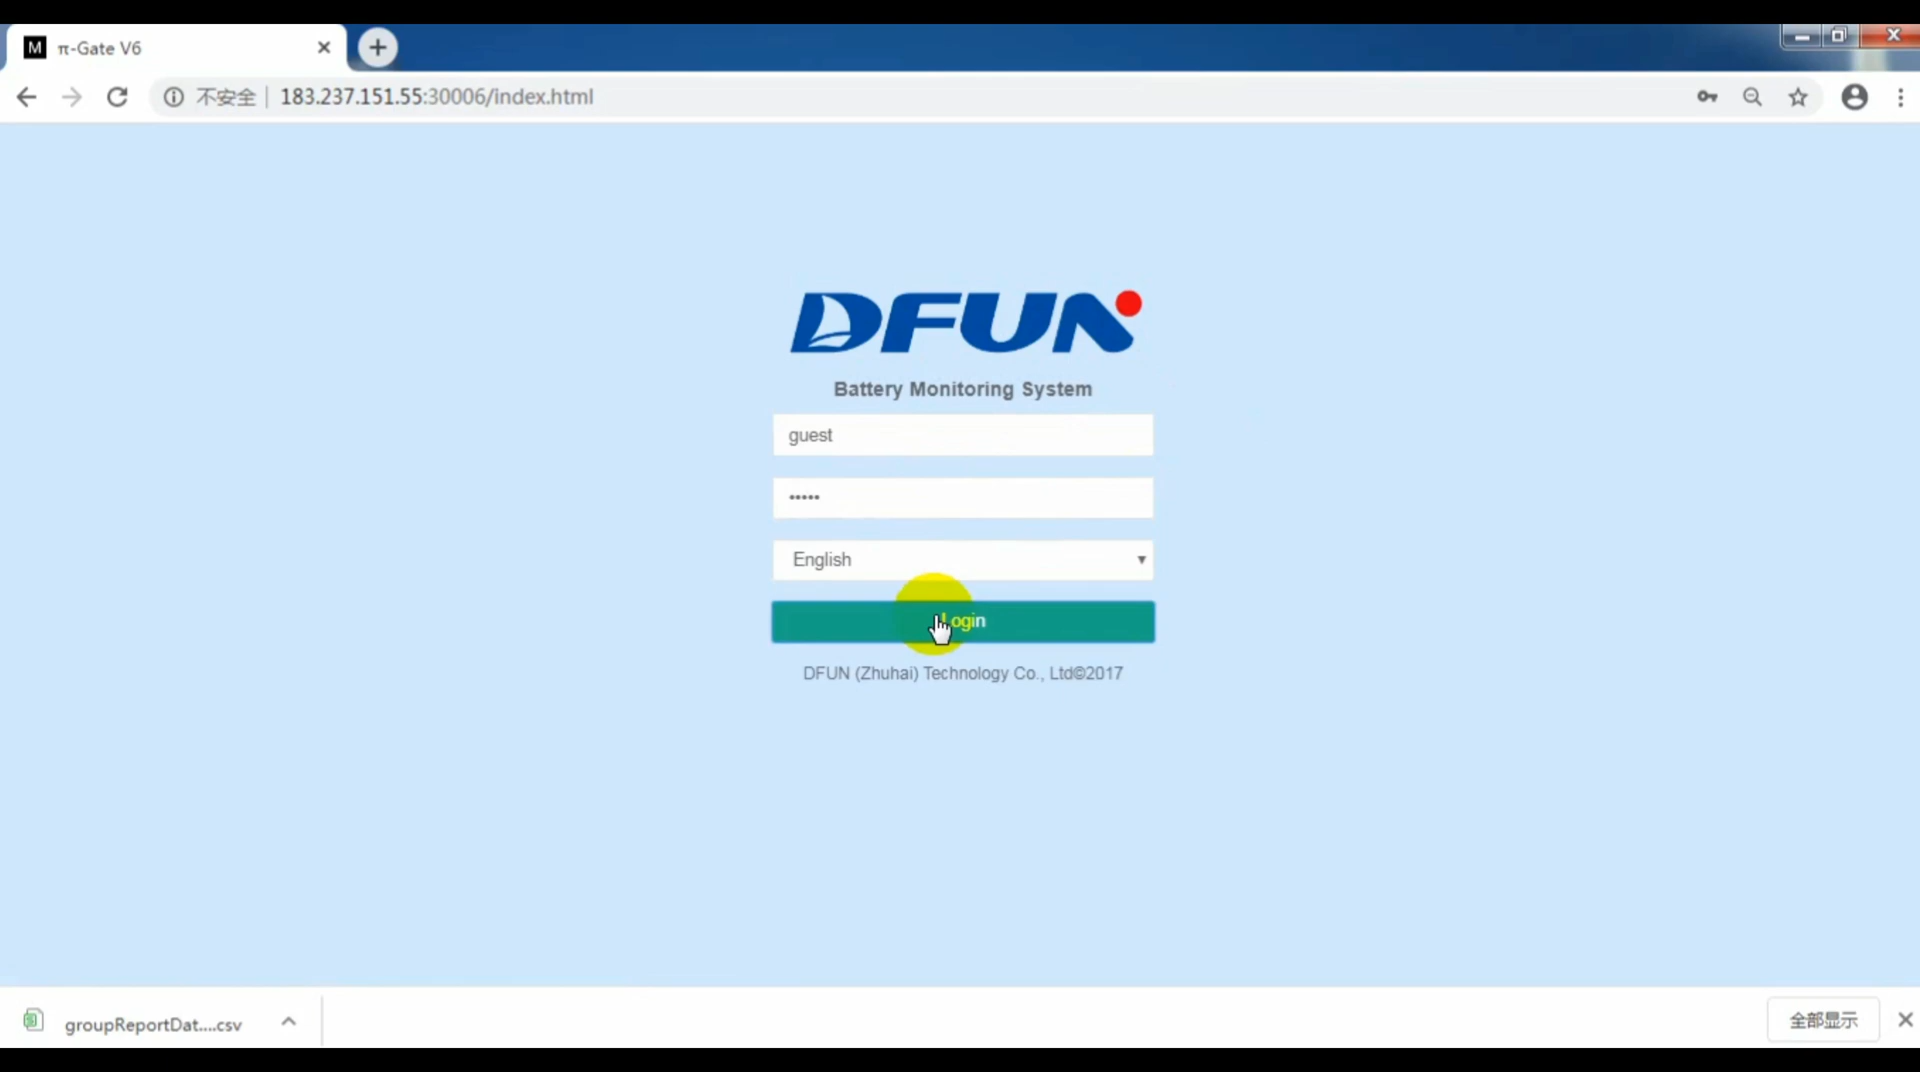 M π-Gate V6
不安全 183.237.151.55:30006/index.html
DFUN
Battery Monitoring System
guest
•••••
English
Login
DFUN (Zhuhai) Technology Co., Ltd©2017
groupReportDat....csv
全部显示